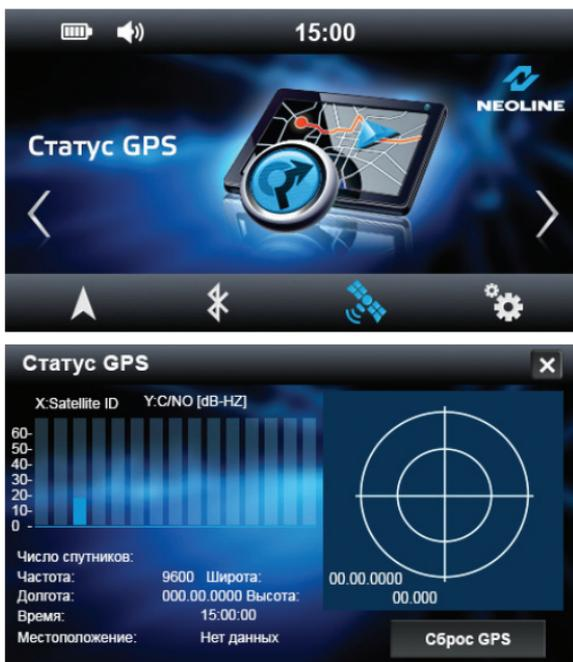 15:00
NEOLINE
Статус GPS
Статус GPS
X:Satellite ID Y:C/NO [dB-HZ]
60-
50-
40-
30-
20-
10-
0 -
Число спутников:
Частота: 9600 Широта: 00.00.0000
Долгота: 000.00.0000 Высота: 00.000
Время: 15:00:00
Местоположение: Нет данных
Сброс GPS